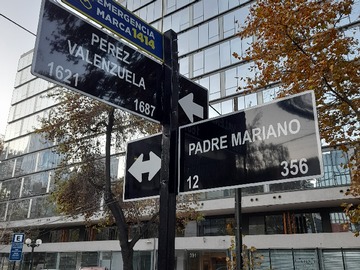 EMERGENCIA
MARCA 1414
PEREZ
VALENZUELA
1621 1687
PADRE MARIANO
12 356
E